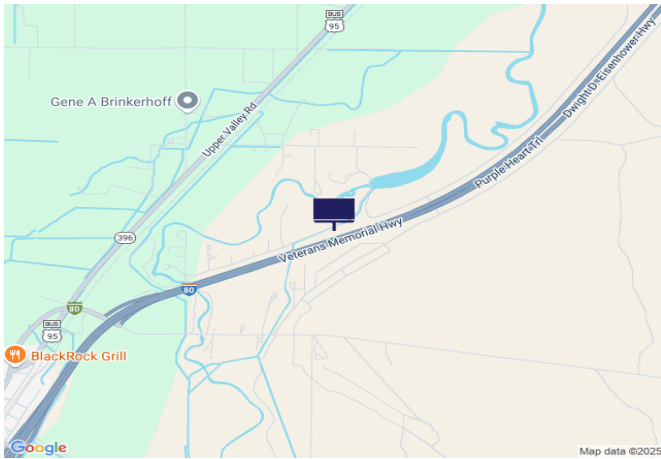 BUS
95
Gene A Brinkerhoff
Upper Valley Rd
Dwight D. Eisenhower Hwy
Purple Heart Trl
396
Veterans Memorial Hwy
80
80
BUS
95
BlackRock Grill
Google
Map data ©2025